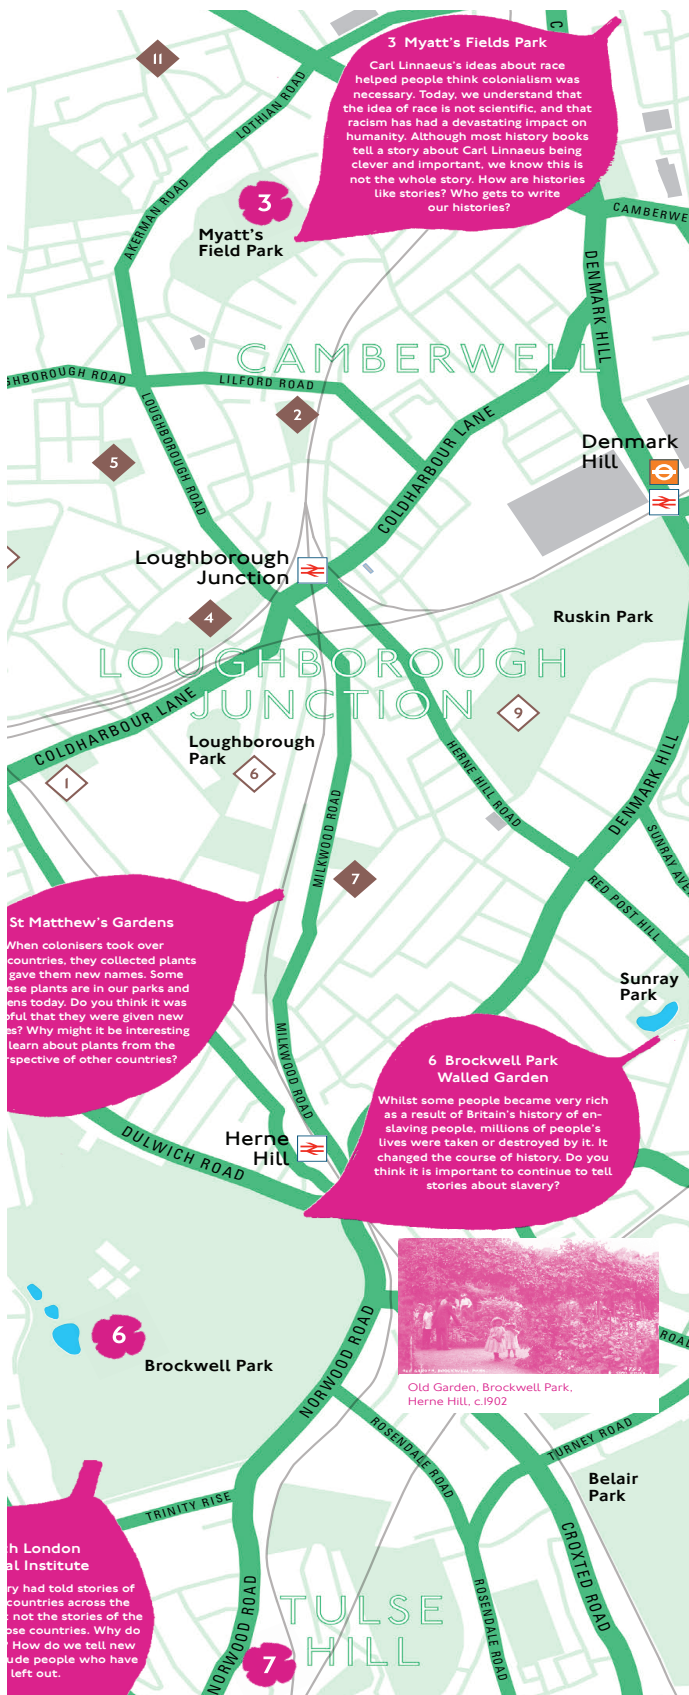 3 Myatt's Fields Park
Carl Linnaeus's ideas about race
helped people think colonialism was
necessary. Today, we understand that
the idea of race is not scientific, and that
racism has had a devastating impact on
humanity. Although most history books
tell a story about Carl Linnaeus being
clever and important, we know this is
not the whole story. How are histories
like stories? Who gets to write
our histories?
11
LOTHIAN ROAD
AKERMAN ROAD
3
Myatt's
Field Park
CAMBERWE
DENMARK HILL
CAMBERWELL
GHBOROUGH ROAD
LILFORD ROAD
LOUGHBOROUGH ROAD
2
5
COLDHARBOUR LANE
Denmark
Hill
Loughborough
Junction
4
Ruskin Park
LOUGHBOROUGH
JUNCTION
9
COLDHARBOUR LANE
Loughborough
Park
6
1
HERNE HILL ROAD
DENMARK HILL
MILKWOOD ROAD
SUNRAY AVE
7
RED POST HILL
St Matthew's Gardens
When colonisers took over
countries, they collected plants
gave them new names. Some
ese plants are in our parks and
ens today. Do you think it was
pful that they were given new
es? Why might it be interesting
learn about plants from the
rspective of other countries?
Sunray
Park
MILKWOOD ROAD
6 Brockwell Park
Walled Garden
Whilst some people became very rich
as a result of Britain's history of en-
slaving people, millions of people's
lives were taken or destroyed by it. It
changed the course of history. Do you
think it is important to continue to tell
stories about slavery?
Herne
Hill
DULWICH ROAD
6
Brockwell Park
NORWOOD ROAD
ROAD
Old Garden, Brockwell Park,
Herne Hill, c.1902
ROSENDALE ROAD
TURNEY ROAD
Belair
Park
TRINITY RISE
CROXTED ROAD
h London
al Institute
ry had told stories of
countries across the
t not the stories of the
ose countries. Why do
? How do we tell new
ude people who have
left out.
NORWOOD ROAD
ROSENDALE ROAD
TULSE
HILL
7